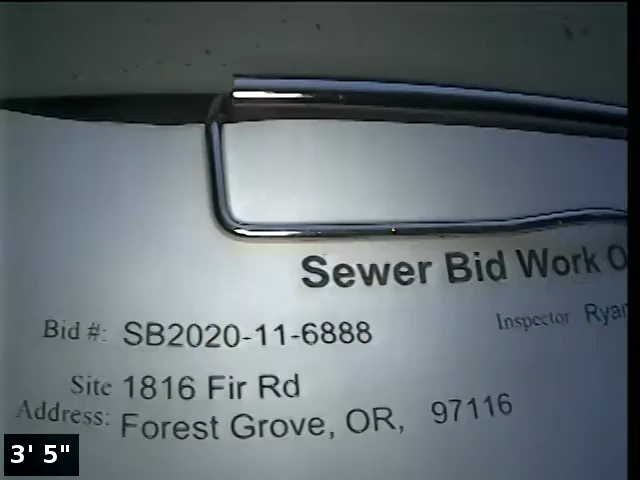 Sewer Bid Work O
Bid #: SB2020-11-6888
Inspector Ryan
Site Address: 1816 Fir Rd
Forest Grove, OR, 97116
3' 5"